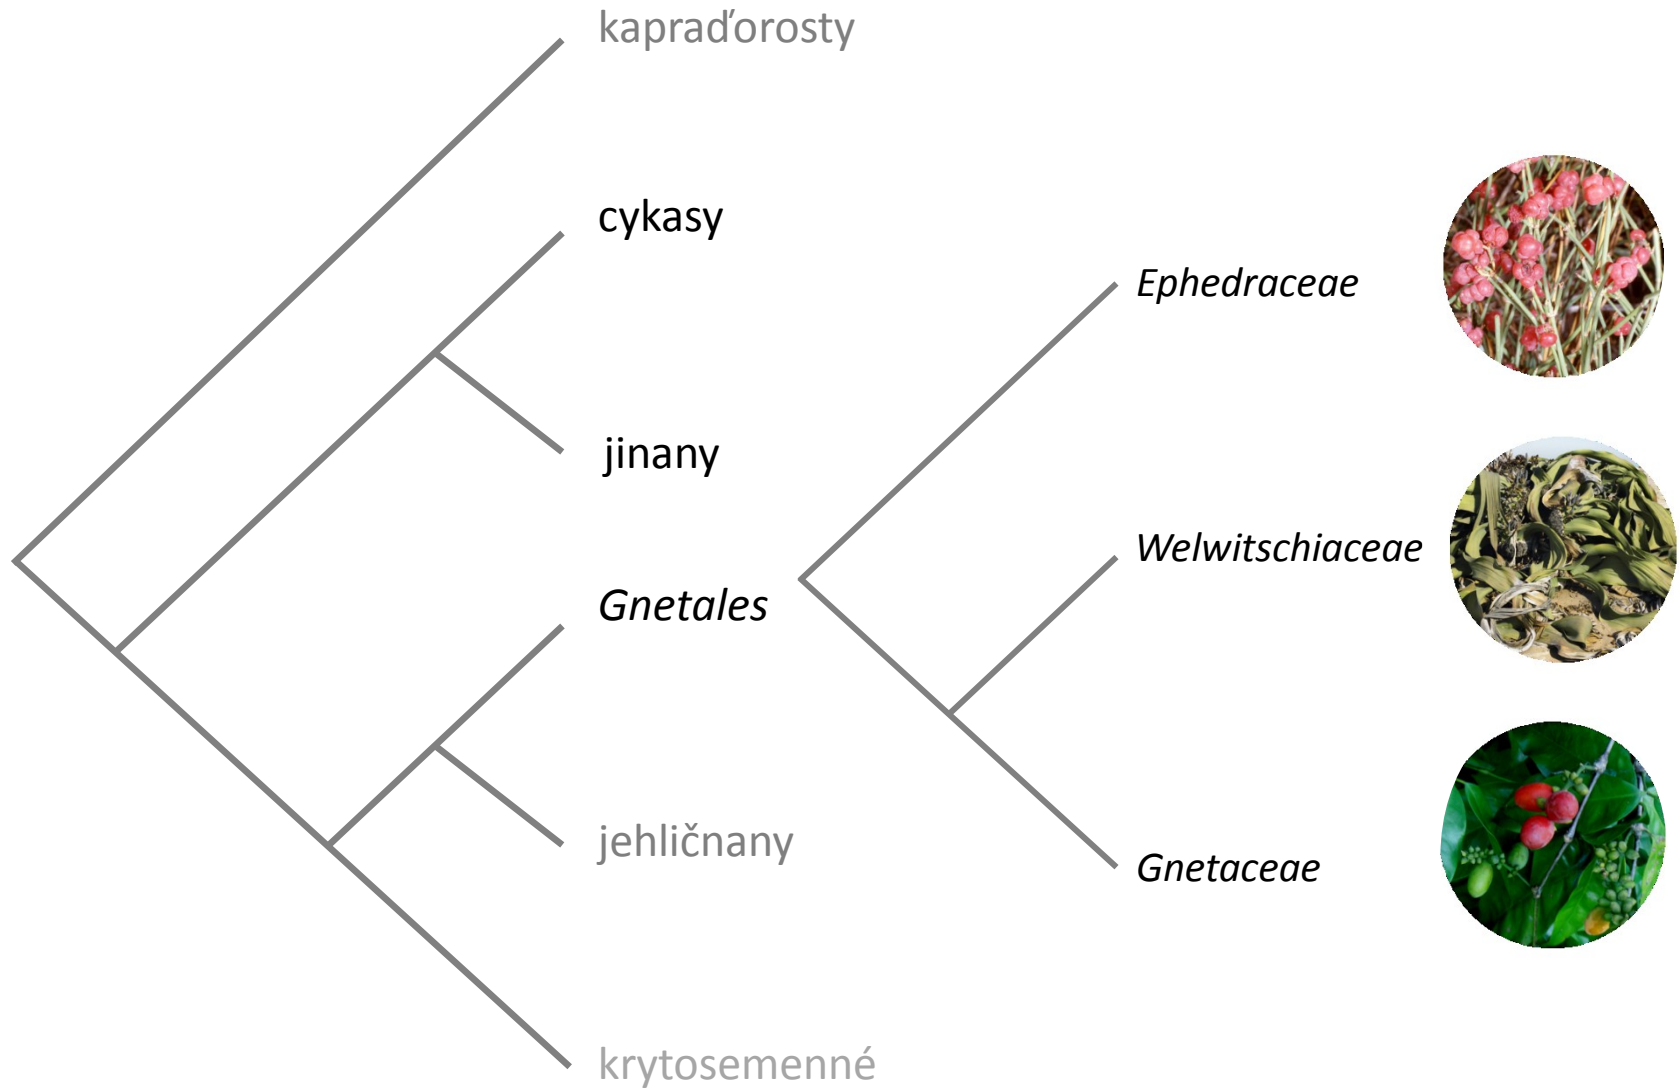 kapraďorosty
cykasy
jinany
Gnetales
jehličnany
krytosemenné
Ephedraceae
Welwitschiaceae
Gnetaceae